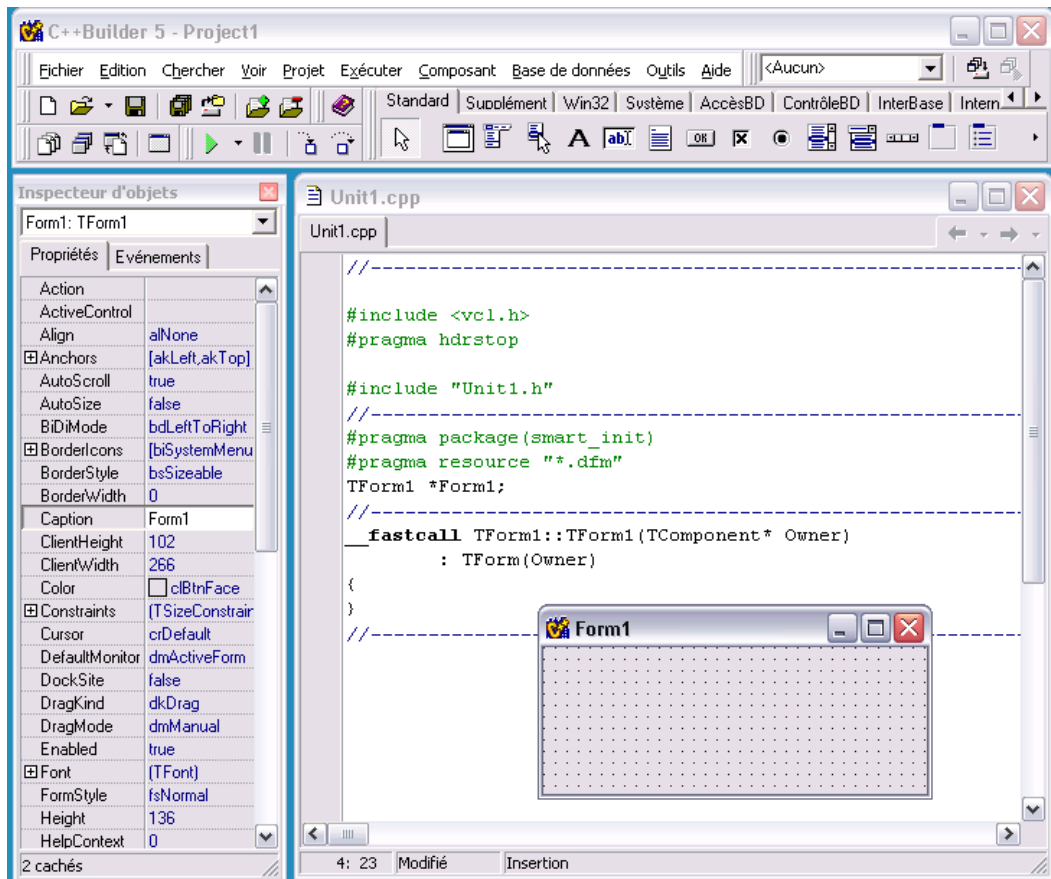 C++Builder 5 - Project1
Fichier Edition Chercher Voir Projet Exécuter Composant Base de données Outils Aide <Aucun>
Standard Supplément Win32 Système AccèsBD ContrôleBD InterBase Intern
A ab OK
Inspecteur d'objets
Form1: TForm1
Propriétés Evénements
Action
ActiveControl
Align alNone
Anchors [akLeft,akTop]
AutoScroll true
AutoSize false
BiDiMode bdLeftToRight
BorderIcons [biSystemMenu
BorderStyle bsSizeable
BorderWidth 0
Caption Form1
ClientHeight 102
ClientWidth 266
Color clBtnFace
Constraints (TSizeConstrair
Cursor crDefault
DefaultMonitor dmActiveForm
DockSite false
DragKind dkDrag
DragMode dmManual
Enabled true
Font (TFont)
FormStyle fsNormal
Height 136
HelpContext 0
2 cachés
Unit1.cpp
Unit1.cpp
//------------------------------------------------------
#include <vcl.h>
#pragma hdrstop
#include "Unit1.h"
//------------------------------------------------------
#pragma package(smart_init)
#pragma resource "*.dfm"
TForm1 *Form1;
//------------------------------------------------------
__fastcall TForm1::TForm1(TComponent* Owner)
: TForm(Owner)
{
}
//------------------------------------------------------
Form1
4: 23 Modifié Insertion